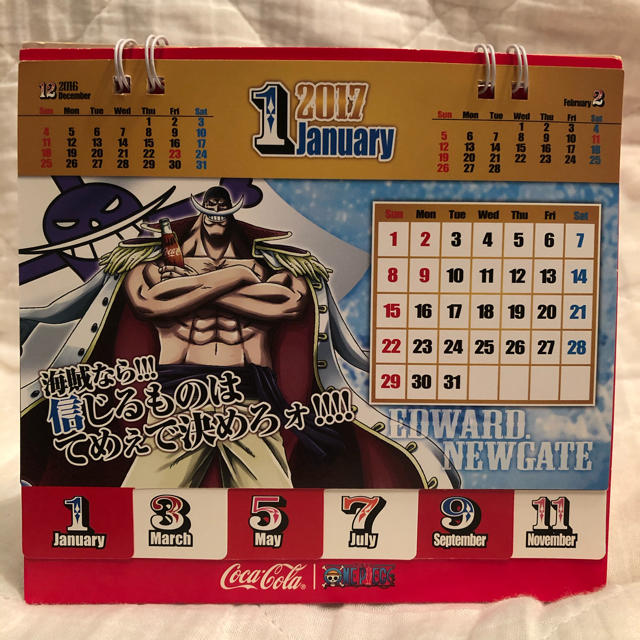 12 2016 December
Sun Mon Tue Wed Thu Fri Sat
1 2 3
4 5 6 7 8 9 10
11 12 13 14 15 16 17
18 19 20 21 22 23 24
25 26 27 28 29 30 31
1 2017 January
February 2
Sun Mon Tue Wed Thu Fri Sat
1 2 3 4
5 6 7 8 9 10 11
12 13 14 15 16 17 18
19 20 21 22 23 24 25
26 27 28
Sun Mon Tue Wed Thu Fri Sat
1 2 3 4 5 6 7
8 9 10 11 12 13 14
15 16 17 18 19 20 21
22 23 24 25 26 27 28
29 30 31
海賊なら!!!
信じるものは
てめェで決めろォ!!!!!
EDWARD.
NEWGATE
1 January
3 March
5 May
7 July
9 September
11 November
Coca-Cola® ONE PIECE